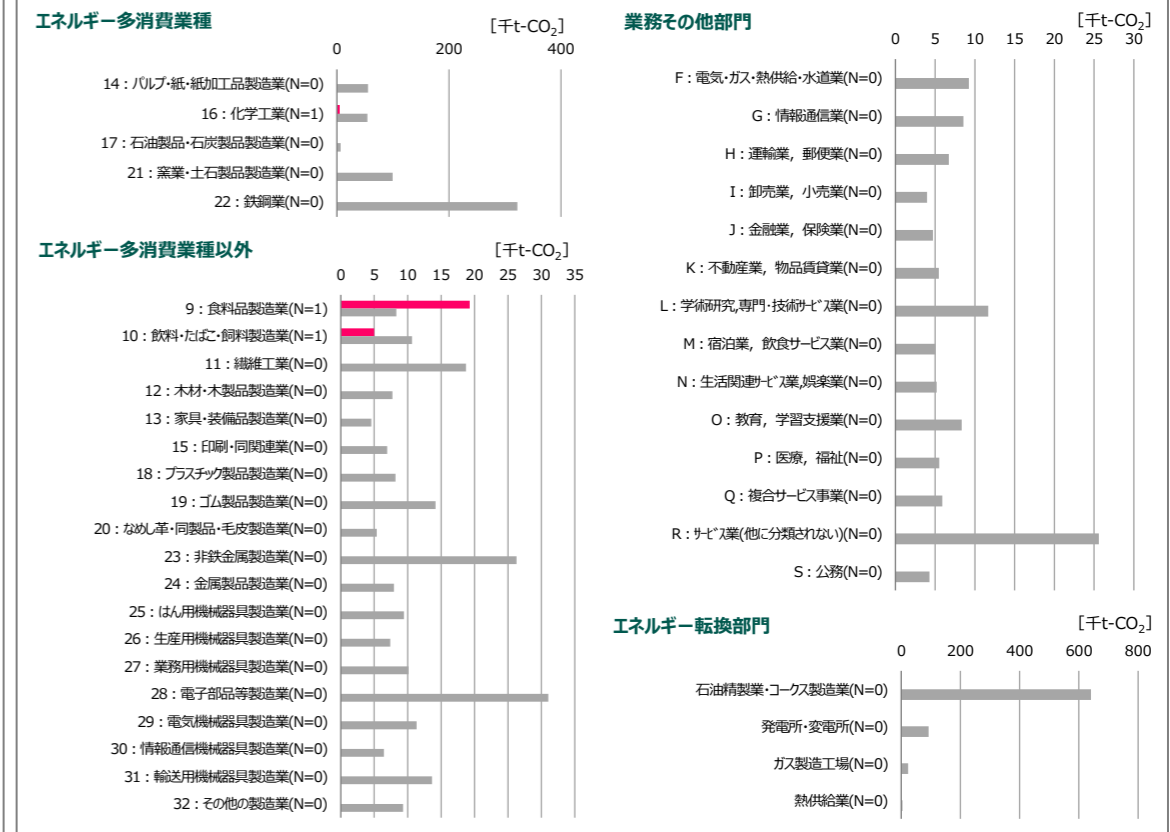 エネルギー多消費業種
[千t-CO2]
0 200 400
14：パルプ・紙・紙加工品製造業(N=0)
16：化学工業(N=1)
17：石油製品・石炭製品製造業(N=0)
21：窯業・土石製品製造業(N=0)
22：鉄鋼業(N=0)
エネルギー多消費業種以外
[千t-CO2]
0 5 10 15 20 25 30 35
9：食料品製造業(N=1)
10：飲料・たばこ・飼料製造業(N=1)
11：繊維工業(N=0)
12：木材・木製品製造業(N=0)
13：家具・装備品製造業(N=0)
15：印刷・同関連業(N=0)
18：プラスチック製品製造業(N=0)
19：ゴム製品製造業(N=0)
20：なめし革・同製品・毛皮製造業(N=0)
23：非鉄金属製造業(N=0)
24：金属製品製造業(N=0)
25：はん用機械器具製造業(N=0)
26：生産用機械器具製造業(N=0)
27：業務用機械器具製造業(N=0)
28：電子部品等製造業(N=0)
29：電気機械器具製造業(N=0)
30：情報通信機械器具製造業(N=0)
31：輸送用機械器具製造業(N=0)
32：その他の製造業(N=0)
業務その他部門
[千t-CO2]
0 5 10 15 20 25 30
F：電気・ガス・熱供給・水道業(N=0)
G：情報通信業(N=0)
H：運輸業，郵便業(N=0)
I：卸売業，小売業(N=0)
J：金融業，保険業(N=0)
K：不動産業，物品賃貸業(N=0)
L：学術研究,専門・技術ｻｰﾋﾞｽ業(N=0)
M：宿泊業，飲食サービス業(N=0)
N：生活関連ｻｰﾋﾞｽ業,娯楽業(N=0)
O：教育，学習支援業(N=0)
P：医療，福祉(N=0)
Q：複合サービス事業(N=0)
R：ｻｰﾋﾞｽ業(他に分類されない)(N=0)
S：公務(N=0)
エネルギー転換部門
[千t-CO2]
0 200 400 600 800
石油精製業・コークス製造業(N=0)
発電所・変電所(N=0)
ガス製造工場(N=0)
熱供給業(N=0)